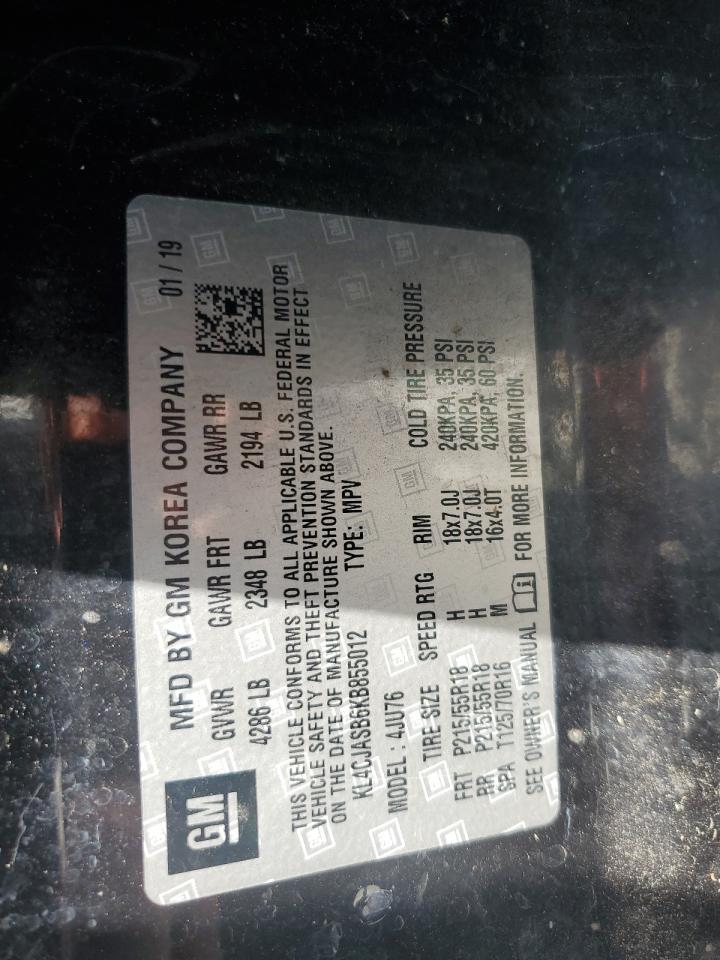 GM
MFD BY GM KOREA COMPANY 01/19
GVWR GAWR FRT GAWR RR
4286 LB 2348 LB 2194 LB
THIS VEHICLE CONFORMS TO ALL APPLICABLE U.S. FEDERAL MOTOR
VEHICLE SAFETY AND THEFT PREVENTION STANDARDS IN EFFECT
ON THE DATE OF MANUFACTURE SHOWN ABOVE.
KL4CJASB6KB855012 TYPE: MPV
MODEL: 4JU76
TIRE SIZE SPEED RTG RIM COLD TIRE PRESSURE
FRT P215/55R18 H 18x7.0J 240KPA, 35 PSI
RR P215/55R18 H 18x7.0J 240KPA, 35 PSI
SPA T125/70R16 M 16x4.0T 420KPA, 60 PSI
SEE OWNER'S MANUAL FOR MORE INFORMATION.